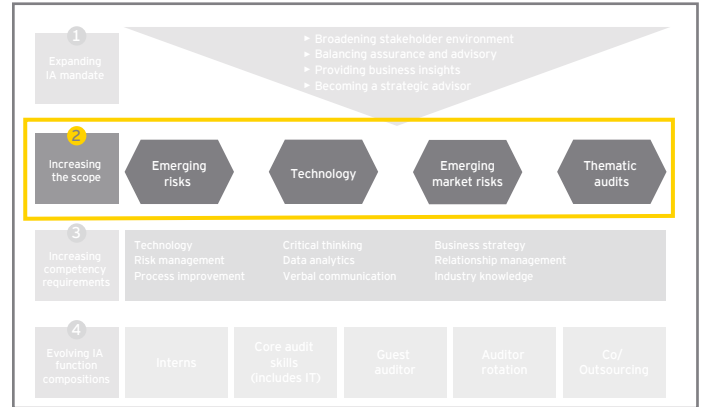 1
Expanding
IA mandate
► Broadening stakeholder environment
► Balancing assurance and advisory
► Providing business insights
► Becoming a strategic advisor
2
Increasing
the scope
Emerging
risks
Technology
Emerging
market risks
Thematic
audits
3
Increasing
competency
requirements
Technology
Risk management
Process improvement
Critical thinking
Data analytics
Verbal communication
Business strategy
Relationship management
Industry knowledge
4
Evolving IA
function
compositions
Interns
Core audit
skills
(includes IT)
Guest
auditor
Auditor
rotation
Co/
Outsourcing